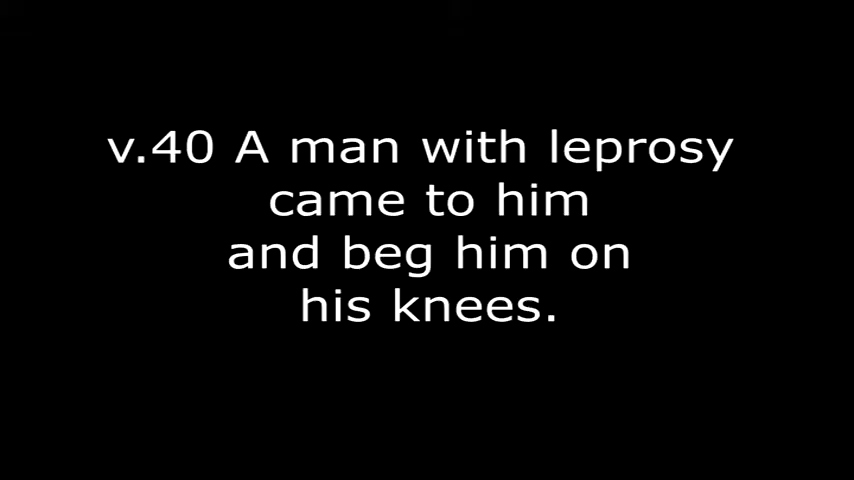 v.40 A man with leprosy
came to him
and beg him on
his knees.